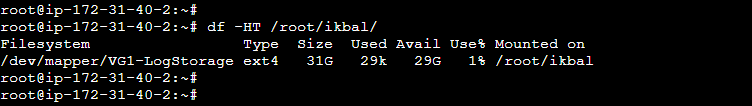 root@ip-172-31-40-2:~#
root@ip-172-31-40-2:~# df -HT /root/ikbal/
Filesystem Type Size Used Avail Use% Mounted on
/dev/mapper/VG1-LogStorage ext4 31G 29k 29G 1% /root/ikbal
root@ip-172-31-40-2:~#
root@ip-172-31-40-2:~#